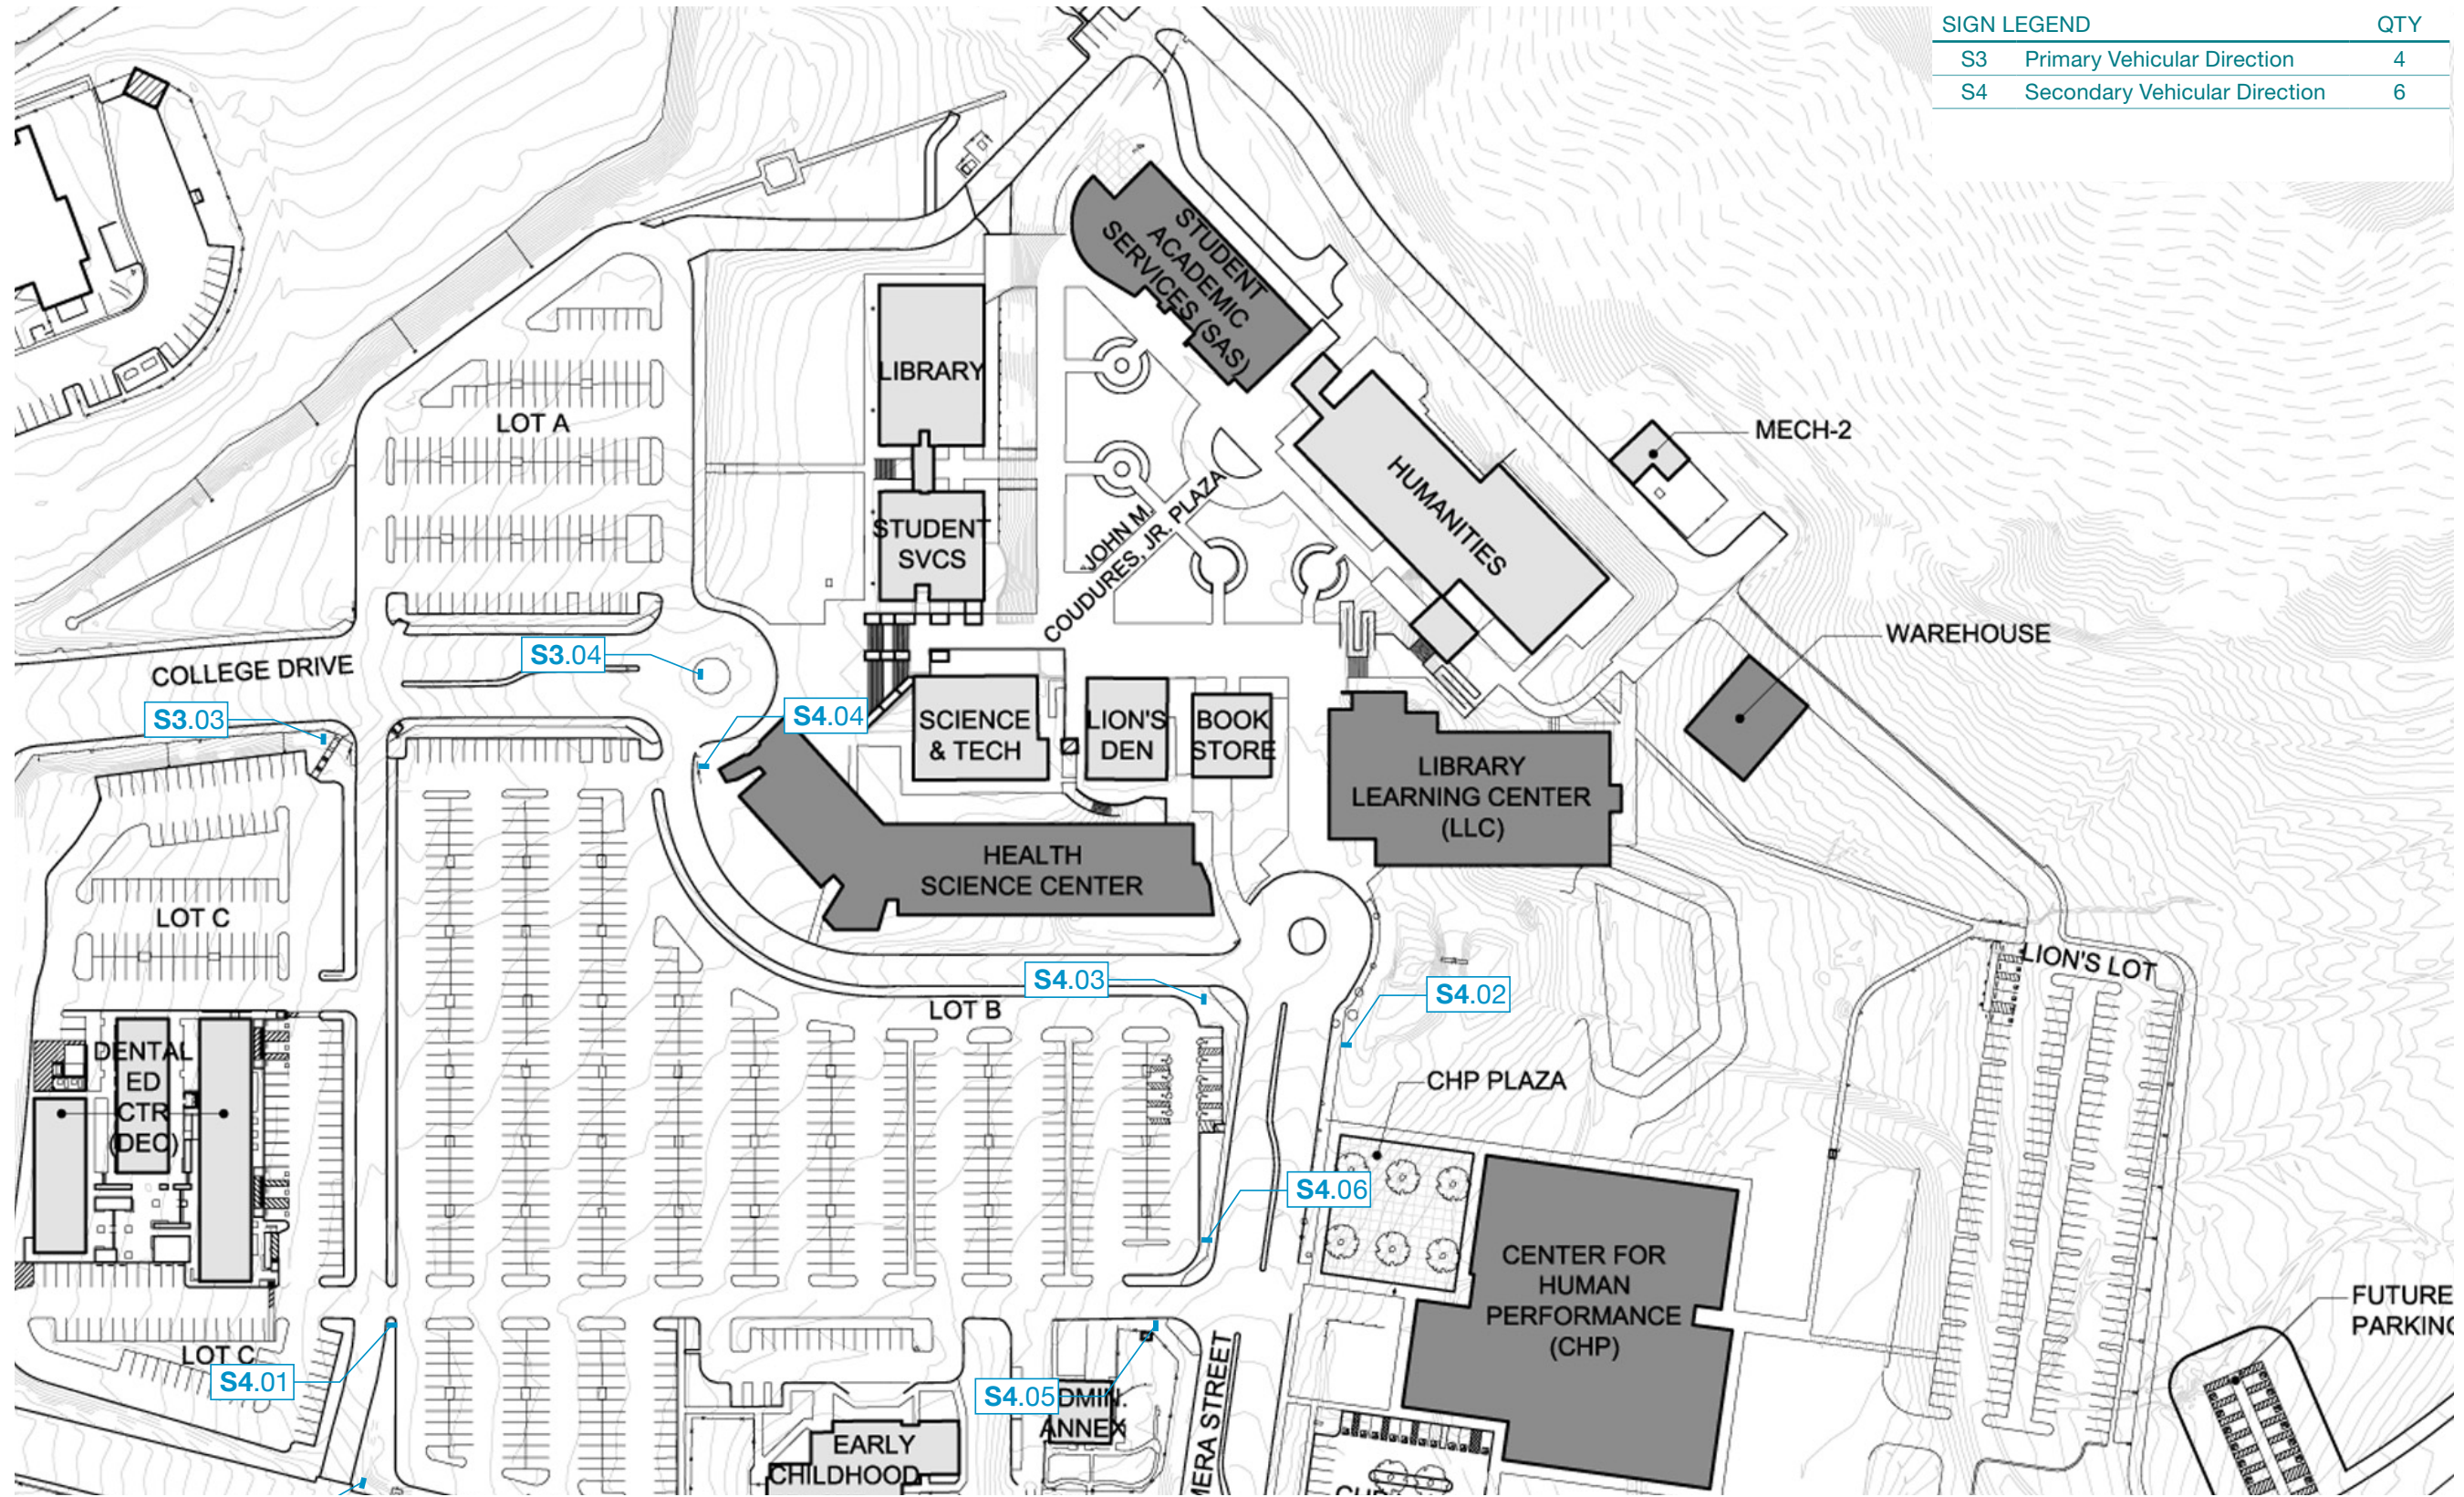 SIGN LEGEND QTY
S3 Primary Vehicular Direction 4
S4 Secondary Vehicular Direction 6
STUDENT
ACADEMIC
SERVICES (SAS)
LIBRARY
LOT A
MECH-2
HUMANITIES
STUDENT
SVCS
JOHN M.
COUDURES, JR. PLAZA
WAREHOUSE
S3.04
COLLEGE DRIVE
S3.03
S4.04
SCIENCE
& TECH
LION'S
DEN
BOOK
STORE
LIBRARY
LEARNING CENTER
(LLC)
HEALTH
SCIENCE CENTER
LOT C
LION'S LOT
S4.03
S4.02
LOT B
DENTAL
ED
CTR
(DEC)
CHP PLAZA
S4.06
CENTER FOR
HUMAN
PERFORMANCE
(CHP)
FUTURE
PARKING
LOT C
S4.01
S4.05
DMIN.
ANNEX
MERA STREET
EARLY
CHILDHOOD